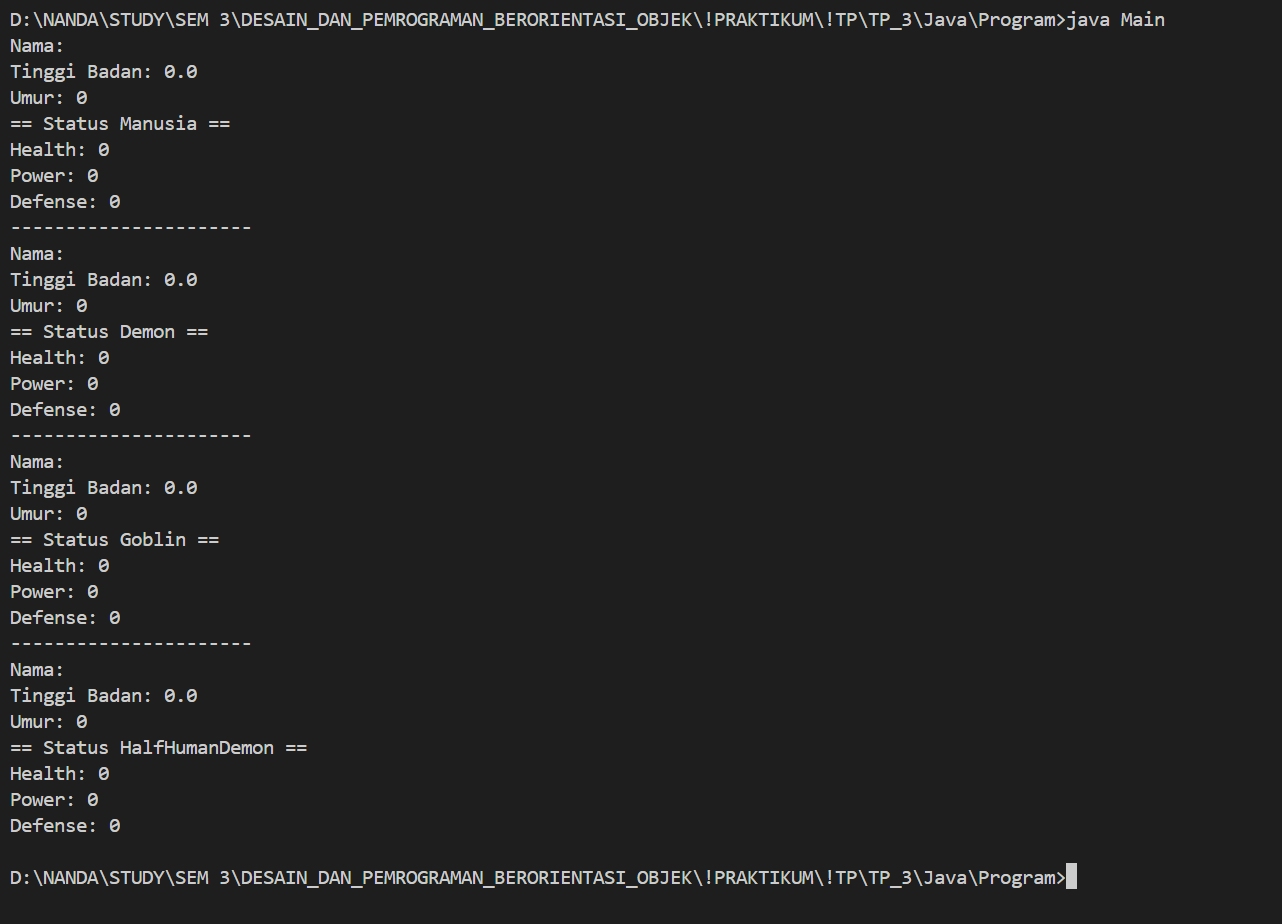 D:\NANDA\STUDY\SEM 3\DESAIN_DAN_PEMROGRAMAN_BERORIENTASI_OBJEK\!PRAKTIKUM\!TP\TP_3\Java\Program>java Main
Nama:
Tinggi Badan: 0.0
Umur: 0
== Status Manusia ==
Health: 0
Power: 0
Defense: 0
----------------------
Nama:
Tinggi Badan: 0.0
Umur: 0
== Status Demon ==
Health: 0
Power: 0
Defense: 0
----------------------
Nama:
Tinggi Badan: 0.0
Umur: 0
== Status Goblin ==
Health: 0
Power: 0
Defense: 0
----------------------
Nama:
Tinggi Badan: 0.0
Umur: 0
== Status HalfHumanDemon ==
Health: 0
Power: 0
Defense: 0
D:\NANDA\STUDY\SEM 3\DESAIN_DAN_PEMROGRAMAN_BERORIENTASI_OBJEK\!PRAKTIKUM\!TP\TP_3\Java\Program>